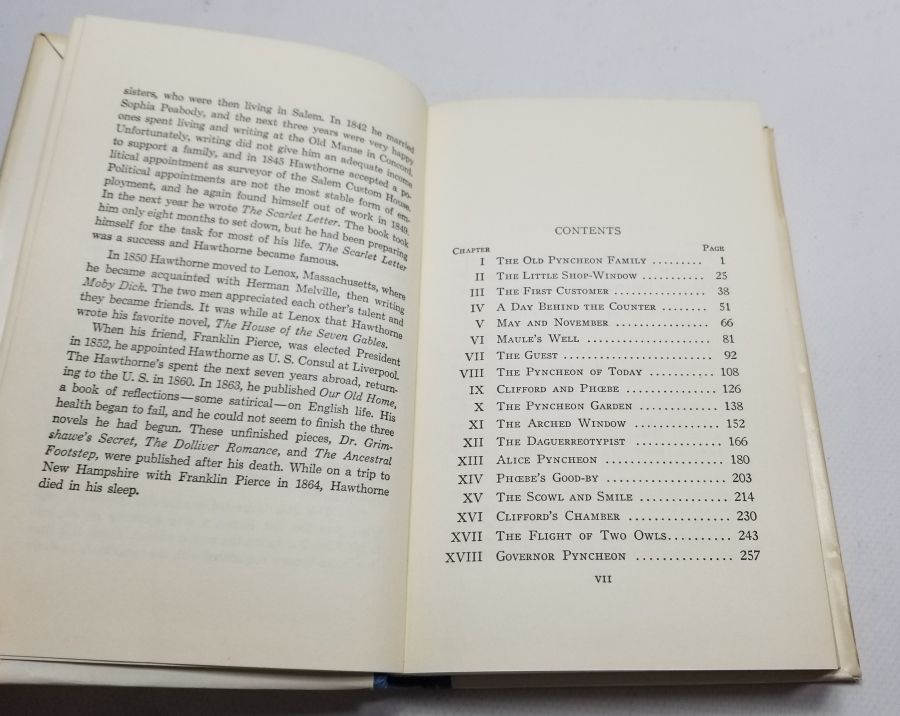 sisters, who were then living in Salem. In 1842 he married
Sophia Peabody, and the next three years were very happy
ones spent living and writing at the Old Manse in Concord.
Unfortunately, writing did not give him an adequate income
to support a family, and in 1845 Hawthorne accepted a po-
litical appointment as surveyor of the Salem Custom House.
Political appointments are not the most stable form of em-
ployment, and he again found himself out of work in 1849.
In the next year he wrote The Scarlet Letter. The book took
him only eight months to set down, but he had been preparing
himself for the task for most of his life. The Scarlet Letter
was a success and Hawthorne became famous.
In 1850 Hawthorne moved to Lenox, Massachusetts, where
he became acquainted with Herman Melville, then writing
Moby Dick. The two men appreciated each other's talent and
they became friends. It was while at Lenox that Hawthorne
wrote his favorite novel, The House of the Seven Gables.
When his friend, Franklin Pierce, was elected President
in 1852, he appointed Hawthorne as U. S. Consul at Liverpool.
The Hawthorne's spent the next seven years abroad, return-
ing to the U. S. in 1860. In 1863, he published Our Old Home,
a book of reflections—some satirical—on English life. His
health began to fail, and he could not seem to finish the three
novels he had begun. These unfinished pieces, Dr. Grim-
shawe's Secret, The Dolliver Romance, and The Ancestral
Footstep, were published after his death. While on a trip to
New Hampshire with Franklin Pierce in 1864, Hawthorne
died in his sleep.
CONTENTS
CHAPTER PAGE
I THE OLD PYNCHEON FAMILY ......... 1
II THE LITTLE SHOP-WINDOW ........... 25
III THE FIRST CUSTOMER ............... 38
IV A DAY BEHIND THE COUNTER ........ 51
V MAY AND NOVEMBER ................ 66
VI MAULE'S WELL ..................... 81
VII THE GUEST ........................ 92
VIII THE PYNCHEON OF TODAY ........... 108
IX CLIFFORD AND PHŒBE ............... 126
X THE PYNCHEON GARDEN ............. 138
XI THE ARCHED WINDOW .............. 152
XII THE DAGUERREOTYPIST ............. 166
XIII ALICE PYNCHEON .................. 180
XIV PHŒBE'S GOOD-BY ................. 203
XV THE SCOWL AND SMILE ............. 214
XVI CLIFFORD'S CHAMBER ................ 230
XVII THE FLIGHT OF TWO OWLS.......... 243
XVIII GOVERNOR PYNCHEON ............... 257
VII